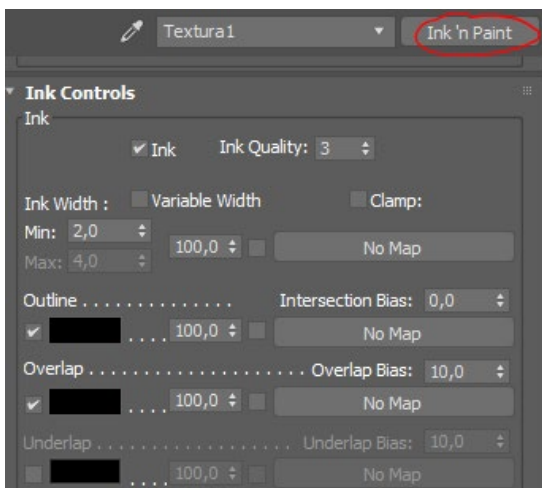 Textura1 Ink 'n Paint
Ink Controls
Ink
Ink Ink Quality: 3
Ink Width : Variable Width Clamp:
Min: 2,0
100,0 No Map
Max: 4,0
Outline . . . . . . . . . . . . . . Intersection Bias: 0,0
. . . . 100,0 No Map
Overlap . . . . . . . . . . . . . . . . . . . . Overlap Bias: 10,0
. . . . 100,0 No Map
Underlap . . . . . . . . . . . . . . . . . . Underlap Bias: 10,0
. . . . 100,0 No Map